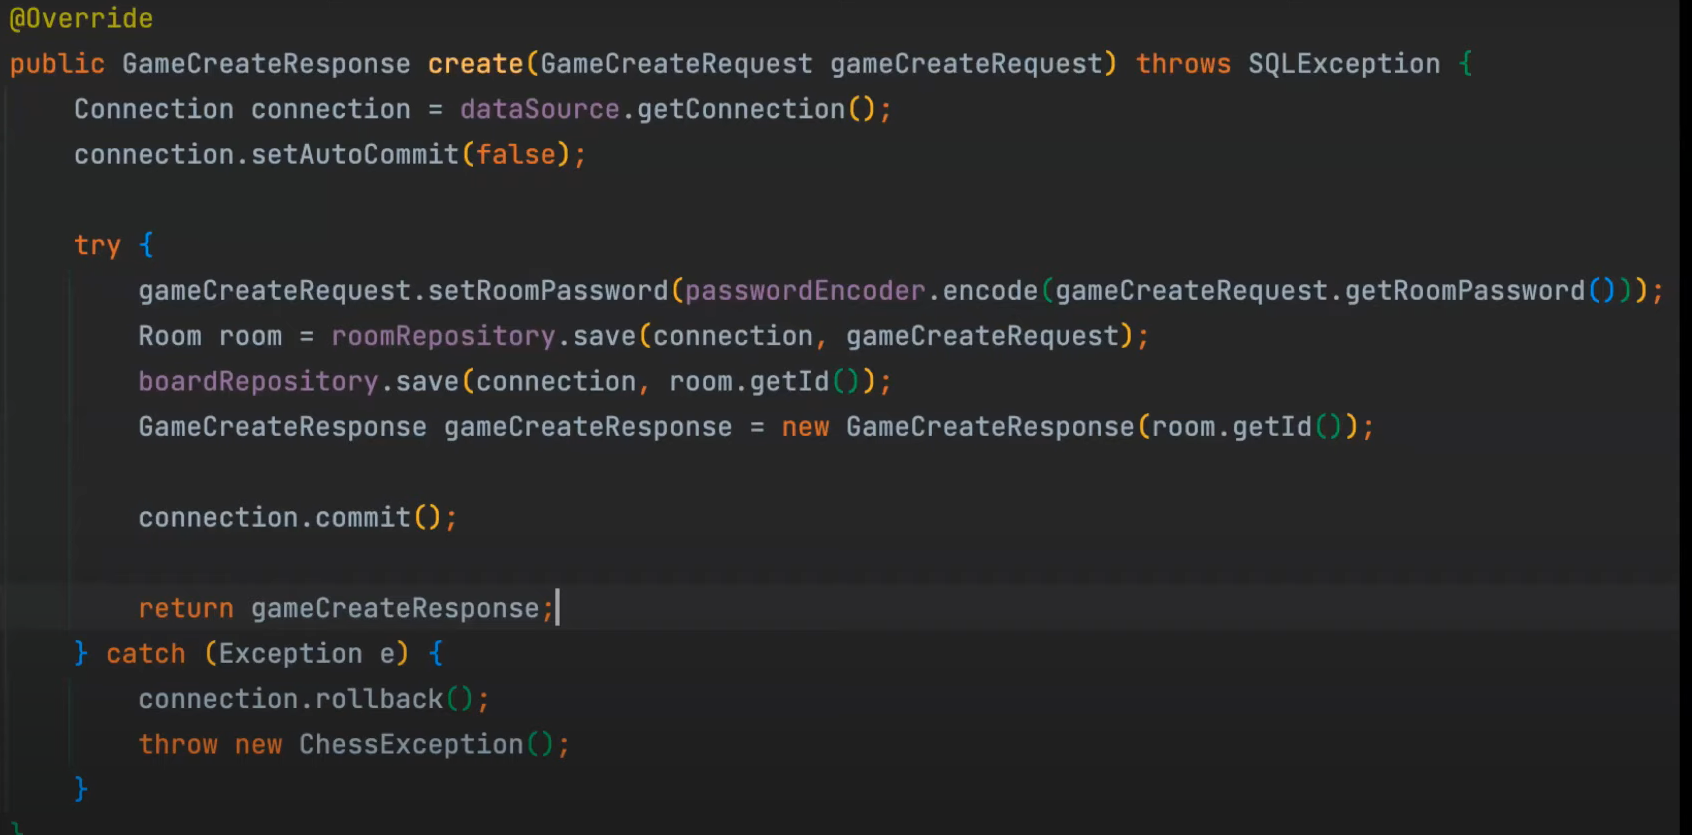 @Override
public GameCreateResponse create(GameCreateRequest gameCreateRequest) throws SQLException {
    Connection connection = dataSource.getConnection();
    connection.setAutoCommit(false);

    try {
        gameCreateRequest.setRoomPassword(passwordEncoder.encode(gameCreateRequest.getRoomPassword()));
        Room room = roomRepository.save(connection, gameCreateRequest);
        boardRepository.save(connection, room.getId());
        GameCreateResponse gameCreateResponse = new GameCreateResponse(room.getId());

        connection.commit();

        return gameCreateResponse;
    } catch (Exception e) {
        connection.rollback();
        throw new ChessException();
    }
}